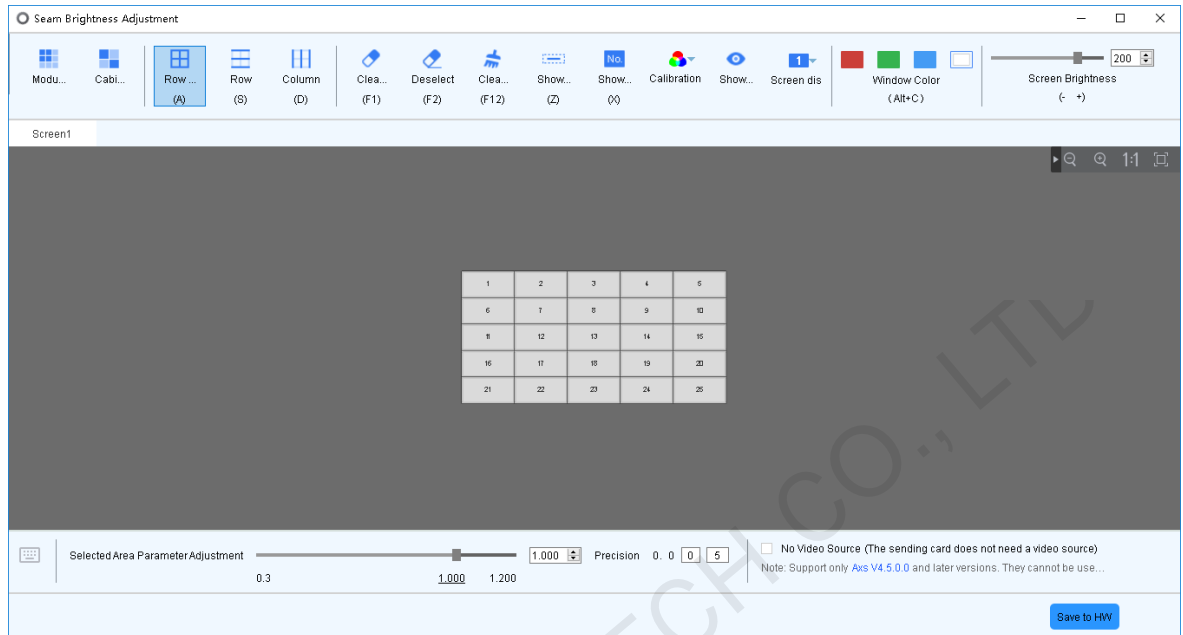 Seam Brightness Adjustment
Modu... Cabi... Row ... Row Column Clea... Deselect Clea... Show... No. Show... Calibration Show... 1 Screen dis Window Color 200 Screen Brightness
(A) (S) (D) (F1) (F2) (F12) (Z) (X) (Alt+C) (- +)
Screen1
1:1
1 2 3 4 5
6 7 8 9 10
11 12 13 14 15
16 17 18 19 20
21 22 23 24 25
Selected Area Parameter Adjustment 1.000 Precision 0. 0 0 5 No Video Source (The sending card does not need a video source)
0.3 1.000 1.200 Note: Support only Axs V4.5.0.0 and later versions. They cannot be use...
Save to HW
TECH CO., LTD